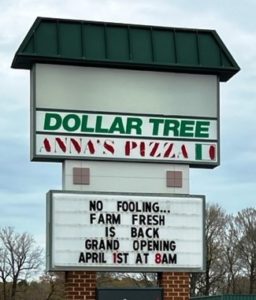 DOLLAR TREE
ANNA'S PIZZA
NO FOOLING...
FARM FRESH
IS BACK
GRAND OPENING
APRIL 1ST AT 8AM